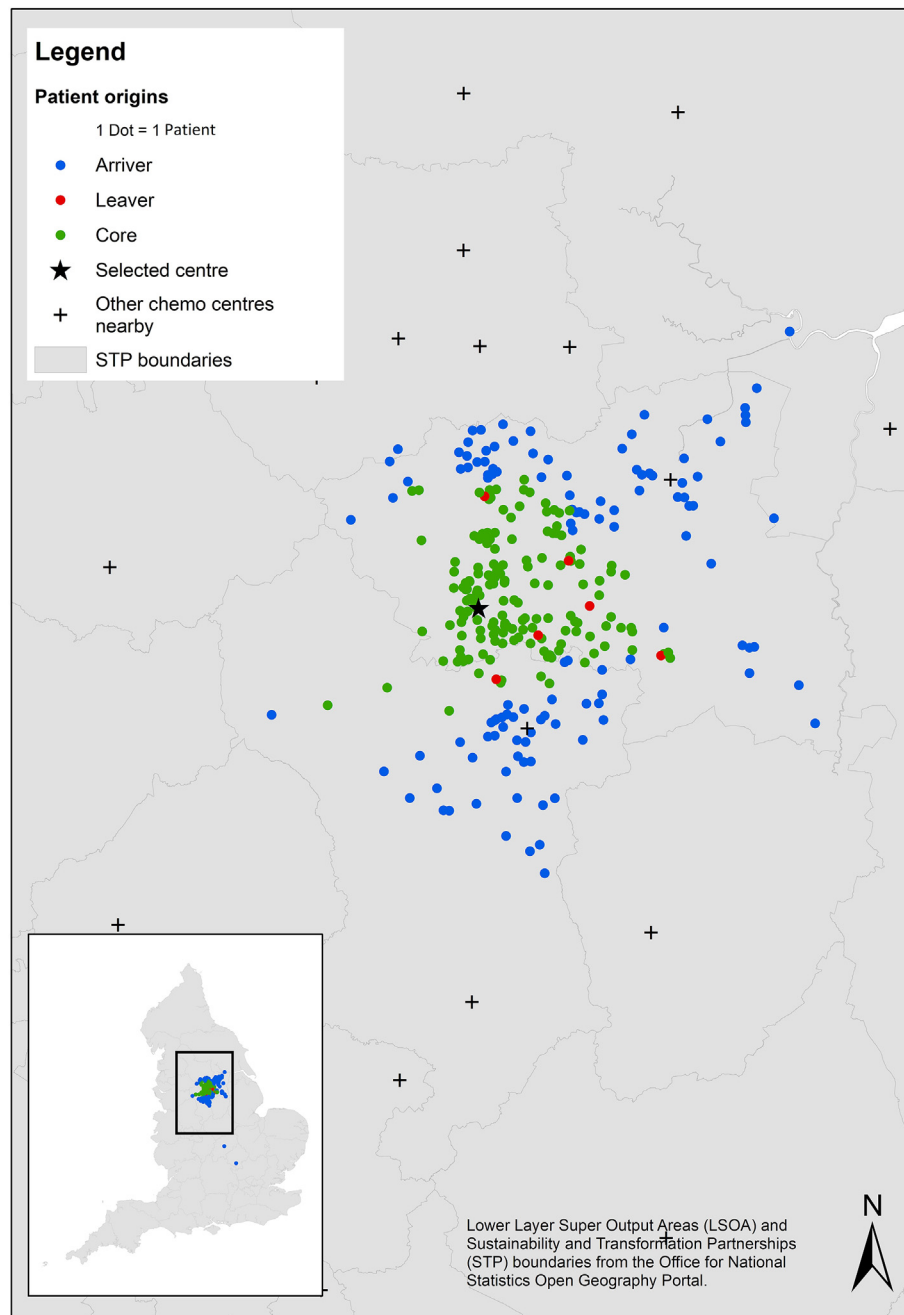 Legend
Patient origins
1 Dot = 1 Patient
Arriver
Leaver
Core
Selected centre
Other chemo centres
nearby
STP boundaries
N
Lower Layer Super Output Areas (LSOA) and
Sustainability and Transformation Partnerships
(STP) boundaries from the Office for National
Statistics Open Geography Portal.